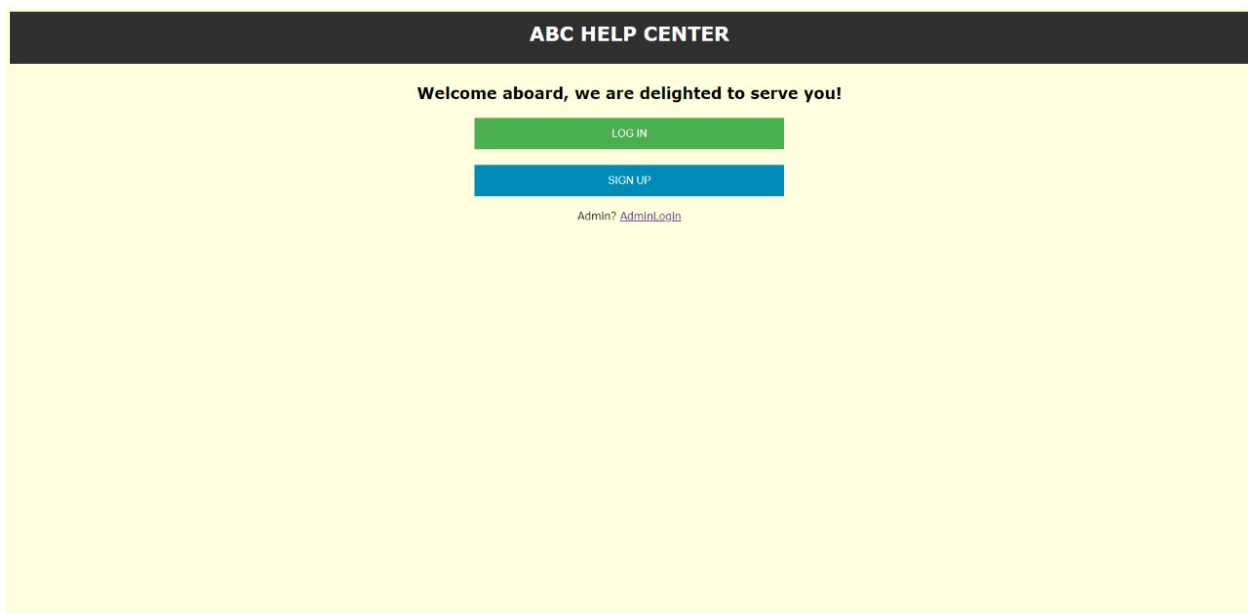 ABC HELP CENTER
Welcome aboard, we are delighted to serve you!
LOG IN
SIGN UP
Admin? AdminLogin